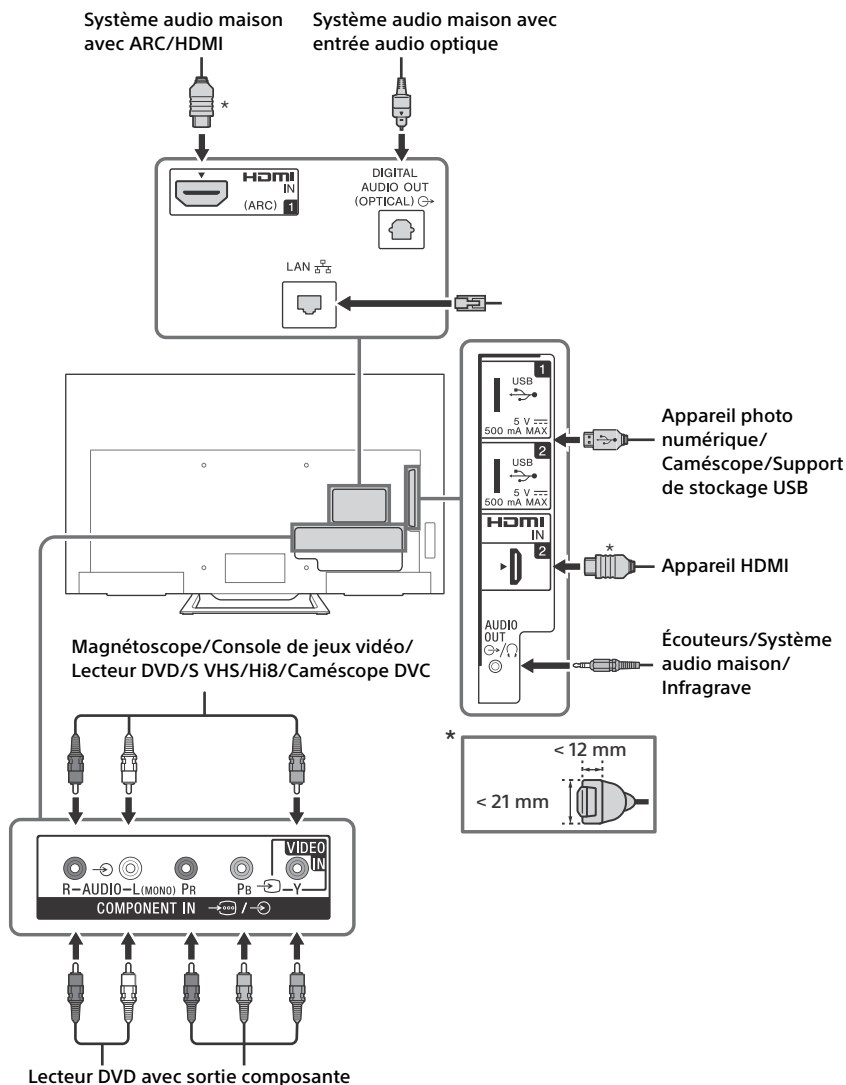 Système audio maison
avec ARC/HDMI
Système audio maison avec
entrée audio optique
*
HDMI
IN
(ARC) 1
DIGITAL
AUDIO OUT
(OPTICAL)
LAN
1
USB
5 V
500 mA MAX
2
USB
5 V
500 mA MAX
HDMI
IN
2
AUDIO
OUT
Appareil photo
numérique/
Caméscope/Support
de stockage USB
*
Appareil HDMI
Écouteurs/Système
audio maison/
Infragrave
Magnétoscope/Console de jeux vidéo/
Lecteur DVD/S VHS/Hi8/Caméscope DVC
*
< 12 mm
< 21 mm
VIDEO
IN
R-AUDIO-L(MONO) PR PB Y
COMPONENT IN /
Lecteur DVD avec sortie composante